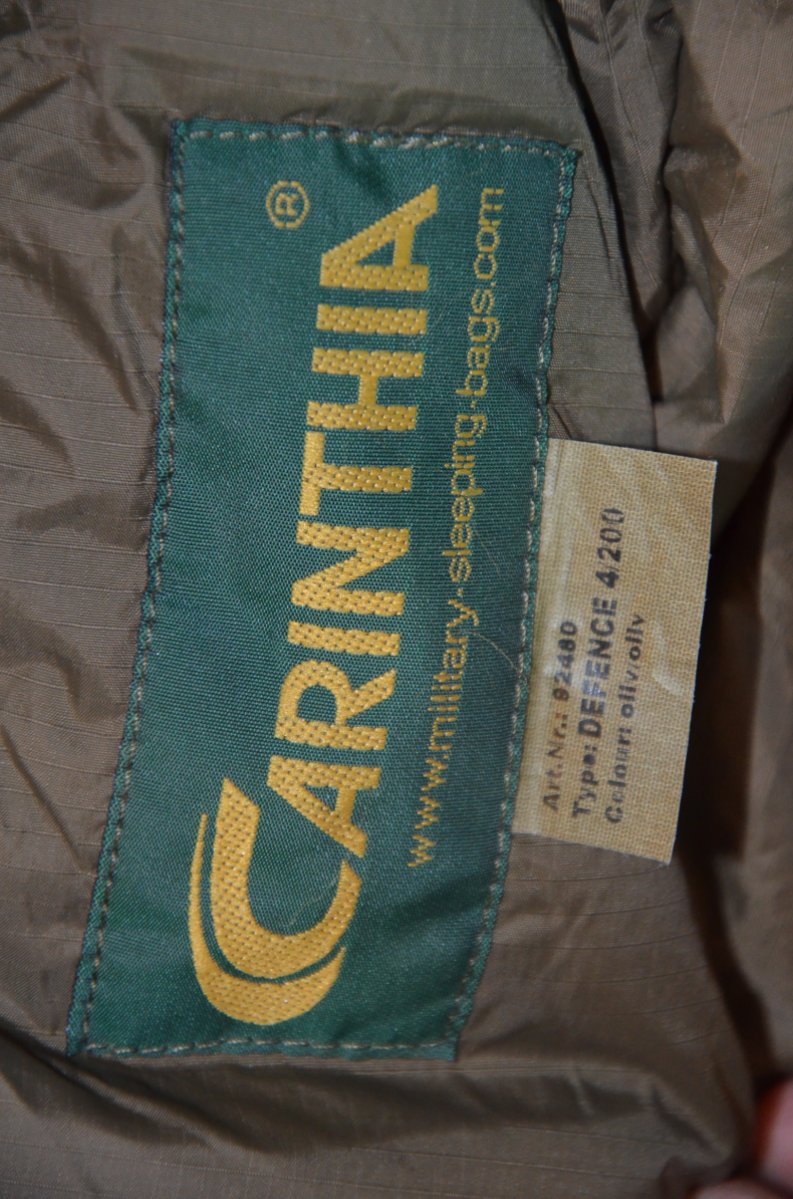 CARINTHIA ®
www.military-sleeping-bags.com
Art.Nr.: 92480
Type: DEFENCE 4/200
Colour: oliv/oliv